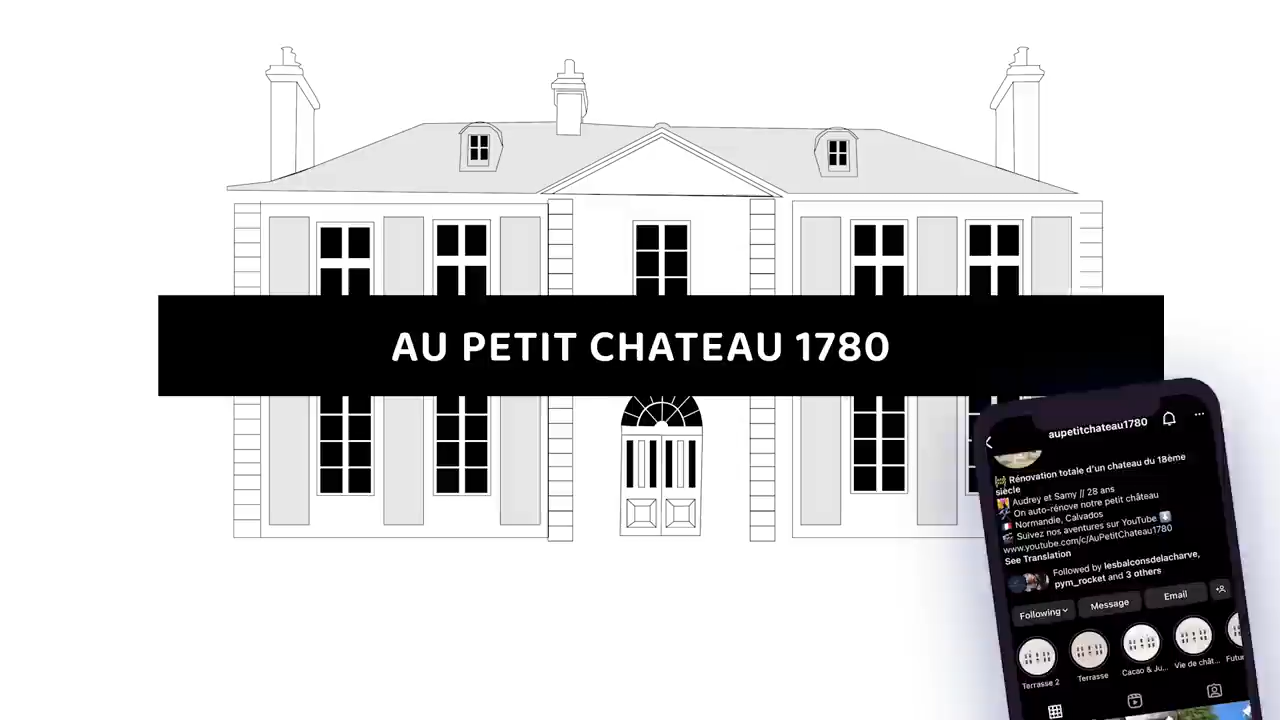 AU PETIT CHATEAU 1780
aupetitchateau1780
Rénovation totale d'un chateau du 18ème
siècle
Audrey et Samy // 28 ans
On auto-rénove notre petit château
Normandie, Calvados
Suivez nos aventures sur YouTube
www.youtube.com/c/AuPetitChateau1780
See Translation
Followed by lesbalconsdelacharve,
pym_rocket and 3 others
Following
Message
Email
Terrasse 2
Terrasse
Cacao & Ju...
Vie de chât...
Futur